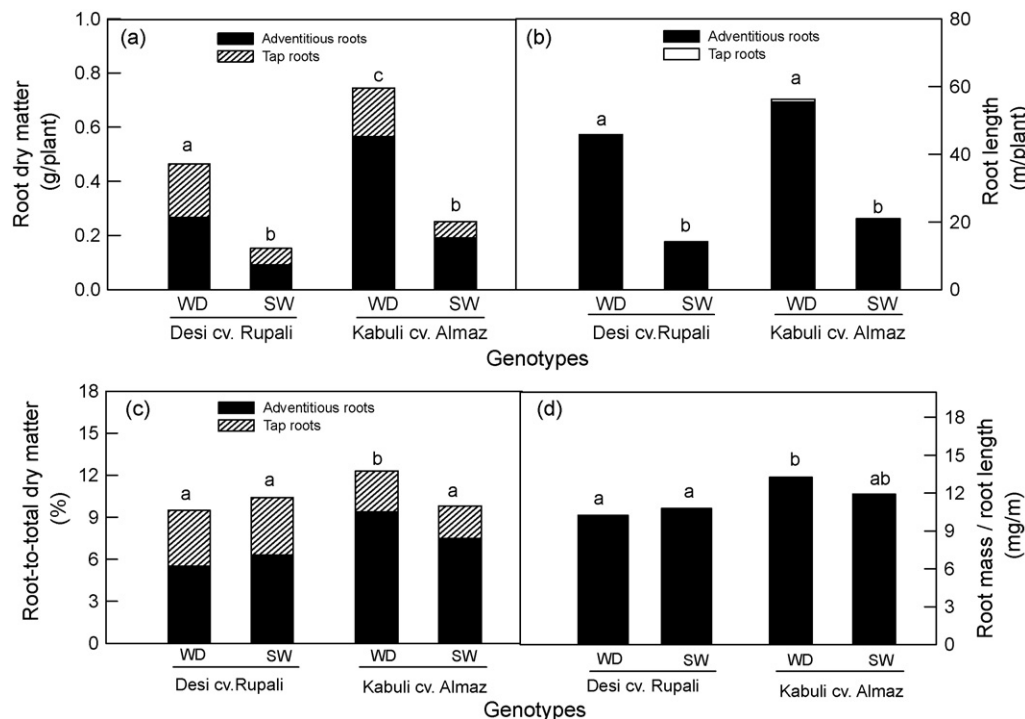 (a)
Adventitious roots
Tap roots
Root dry matter
(g/plant)
1.0
0.8
0.6
0.4
0.2
0.0
a
b
c
b
WD SW WD SW
Desi cv. Rupali Kabuli cv. Almaz
(b)
Adventitious roots
Tap roots
a
b
a
b
80
60
40
20
0
Root length
(m/plant)
WD SW WD SW
Desi cv.Rupali Kabuli cv. Almaz
Genotypes
(c)
Adventitious roots
Tap roots
Root-to-total dry matter
(%)
18
15
12
9
6
3
0
a
a
b
a
WD SW WD SW
Desi cv.Rupali Kabuli cv. Almaz
(d)
a
a
b
ab
18
15
12
9
6
3
0
Root mass / root length
(mg/m)
WD SW WD SW
Desi cv. Rupali Kabuli cv. Almaz
Genotypes